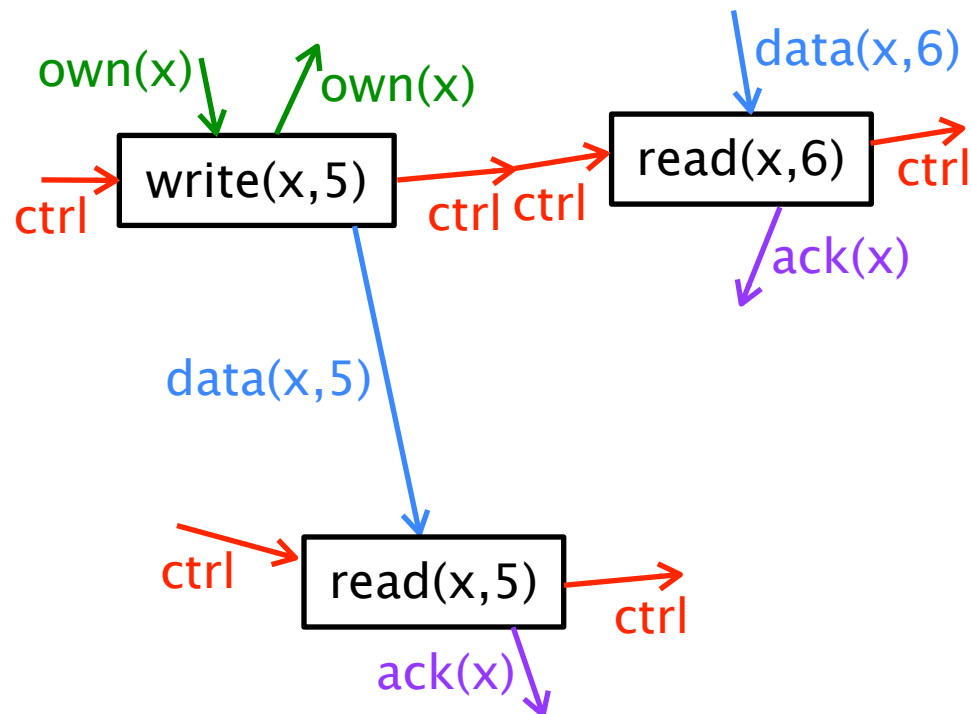 data(x,6)
own(x)
own(x)
write(x,5)
read(x,6)
ctrl
ctrl
ctrl
ctrl
ack(x)
data(x,5)
ctrl
read(x,5)
ctrl
ack(x)